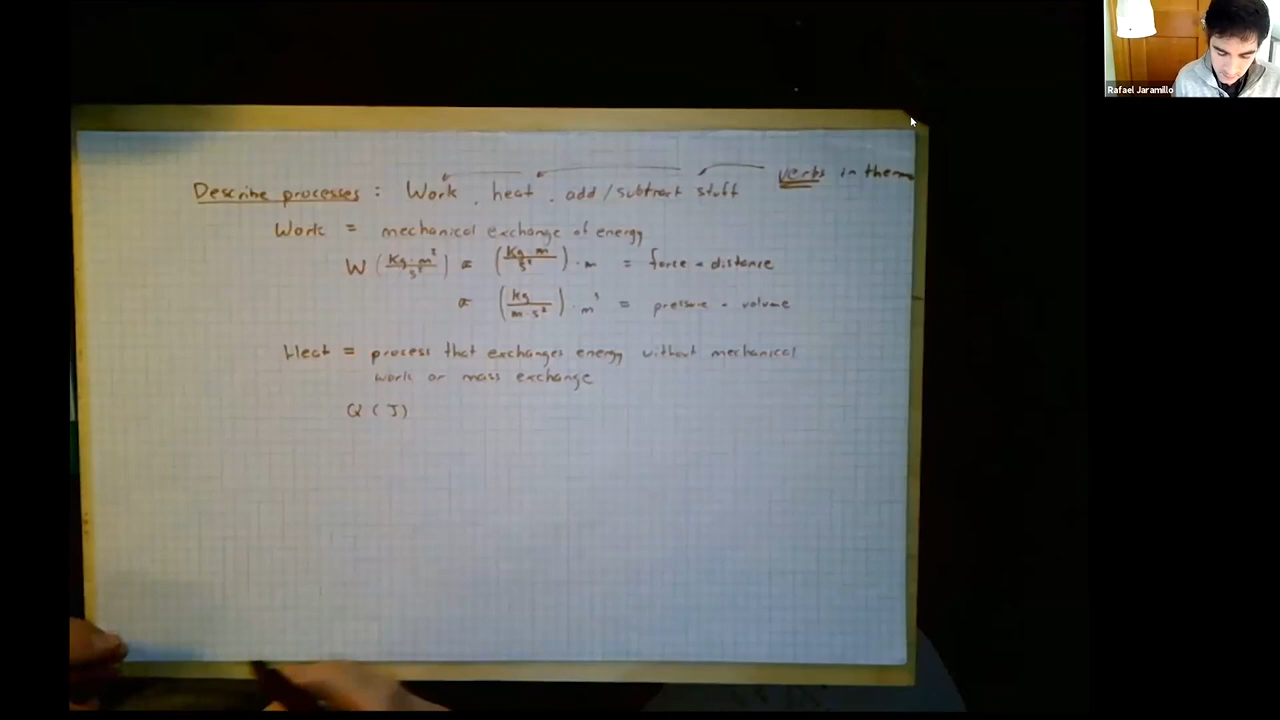 Rafael Jaramillo
Describe processes : Work , heat , add / subtract stuff verbs in thermo
Work = mechanical exchange of energy
W (kg·m²/s²) ∝ (kg m/s²) · m = force · distance
∝ (kg/m·s²) · m³ = pressure · volume
Heat = process that exchanges energy without mechanical
work or mass exchange
Q (J)